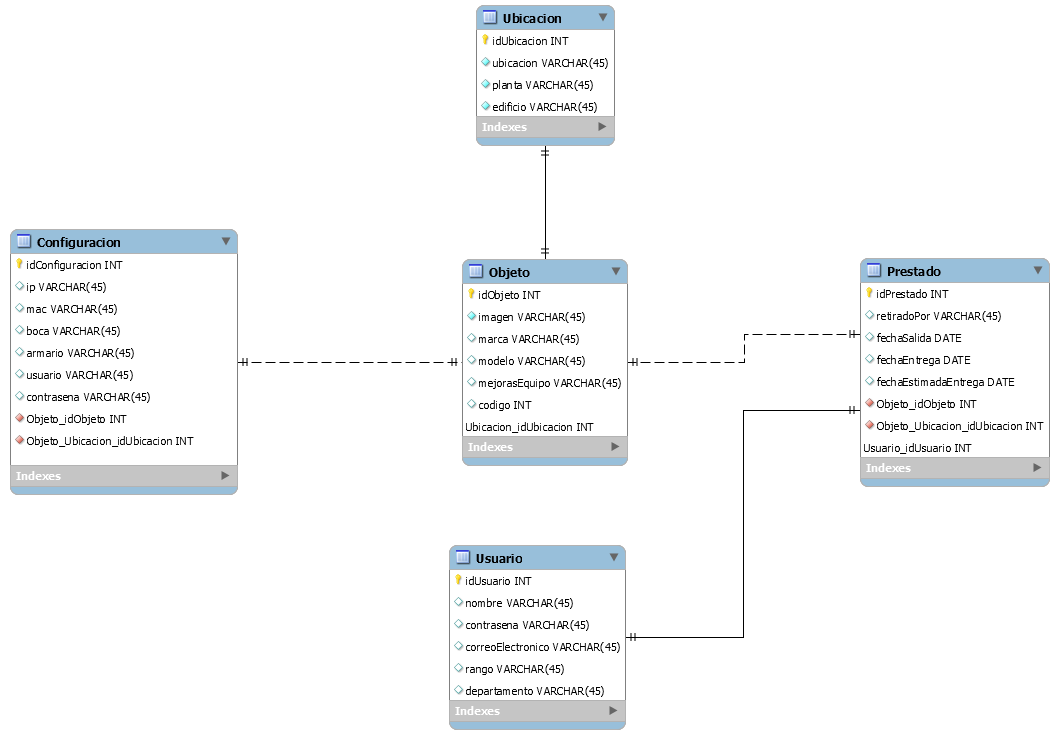 Ubicacion
idUbicacion INT
ubicacion VARCHAR(45)
planta VARCHAR(45)
edificio VARCHAR(45)
Indexes
Configuracion
idConfiguracion INT
ip VARCHAR(45)
mac VARCHAR(45)
boca VARCHAR(45)
armario VARCHAR(45)
usuario VARCHAR(45)
contrasena VARCHAR(45)
Objeto_idObjeto INT
Objeto_Ubicacion_idUbicacion INT
Indexes
Objeto
idObjeto INT
imagen VARCHAR(45)
marca VARCHAR(45)
modelo VARCHAR(45)
mejorasEquipo VARCHAR(45)
codigo INT
Ubicacion_idUbicacion INT
Indexes
Prestado
idPrestado INT
retiradoPor VARCHAR(45)
fechaSalida DATE
fechaEntrega DATE
fechaEstimadaEntrega DATE
Objeto_idObjeto INT
Objeto_Ubicacion_idUbicacion INT
Usuario_idUsuario INT
Indexes
Usuario
idUsuario INT
nombre VARCHAR(45)
contrasena VARCHAR(45)
correoElectronico VARCHAR(45)
rango VARCHAR(45)
departamento VARCHAR(45)
Indexes